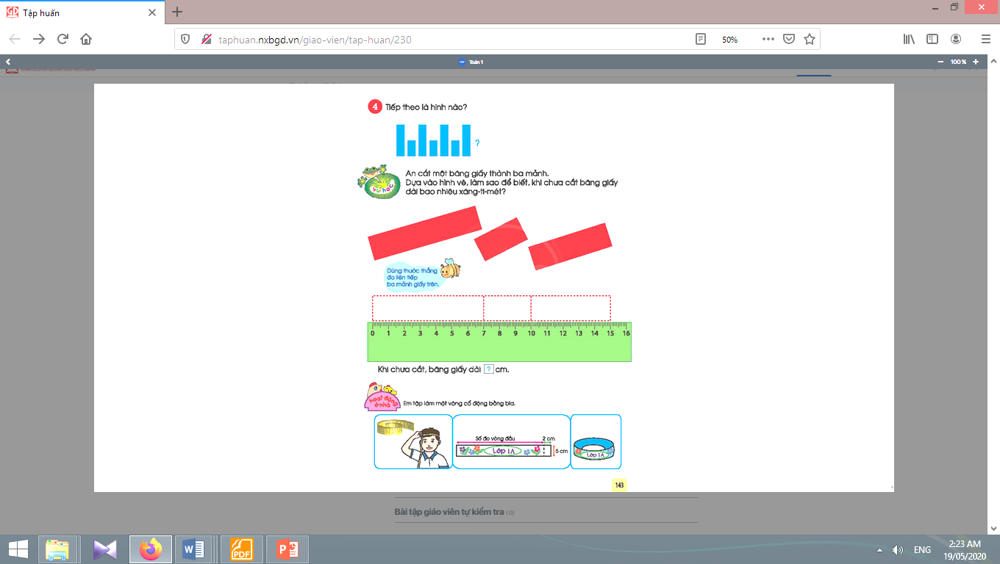 Tập huấn
taphuan.nxbgd.vn/giao-vien/tap-huan/230
50%
Toán 1
100 %
4 Tiếp theo là hình nào?
?
Vui học
An cắt một băng giấy thành ba mảnh.
Dựa vào hình vẽ, làm sao để biết, khi chưa cắt băng giấy
dài bao nhiêu xăng-ti-mét?
Dùng thước thẳng
đo liên tiếp
ba mảnh giấy trên.
0 1 2 3 4 5 6 7 8 9 10 11 12 13 14 15 16
Khi chưa cắt, băng giấy dài ? cm.
hoạt động
ở nhà
Em tập làm một vòng cổ động bằng bìa.
Số đo vòng đầu 2 cm
Lớp 1A
5 cm
Lớp 1A
143
Bài tập giáo viên tự kiểm tra ( 0)
PDF
ENG
2:23 AM
19/05/2020